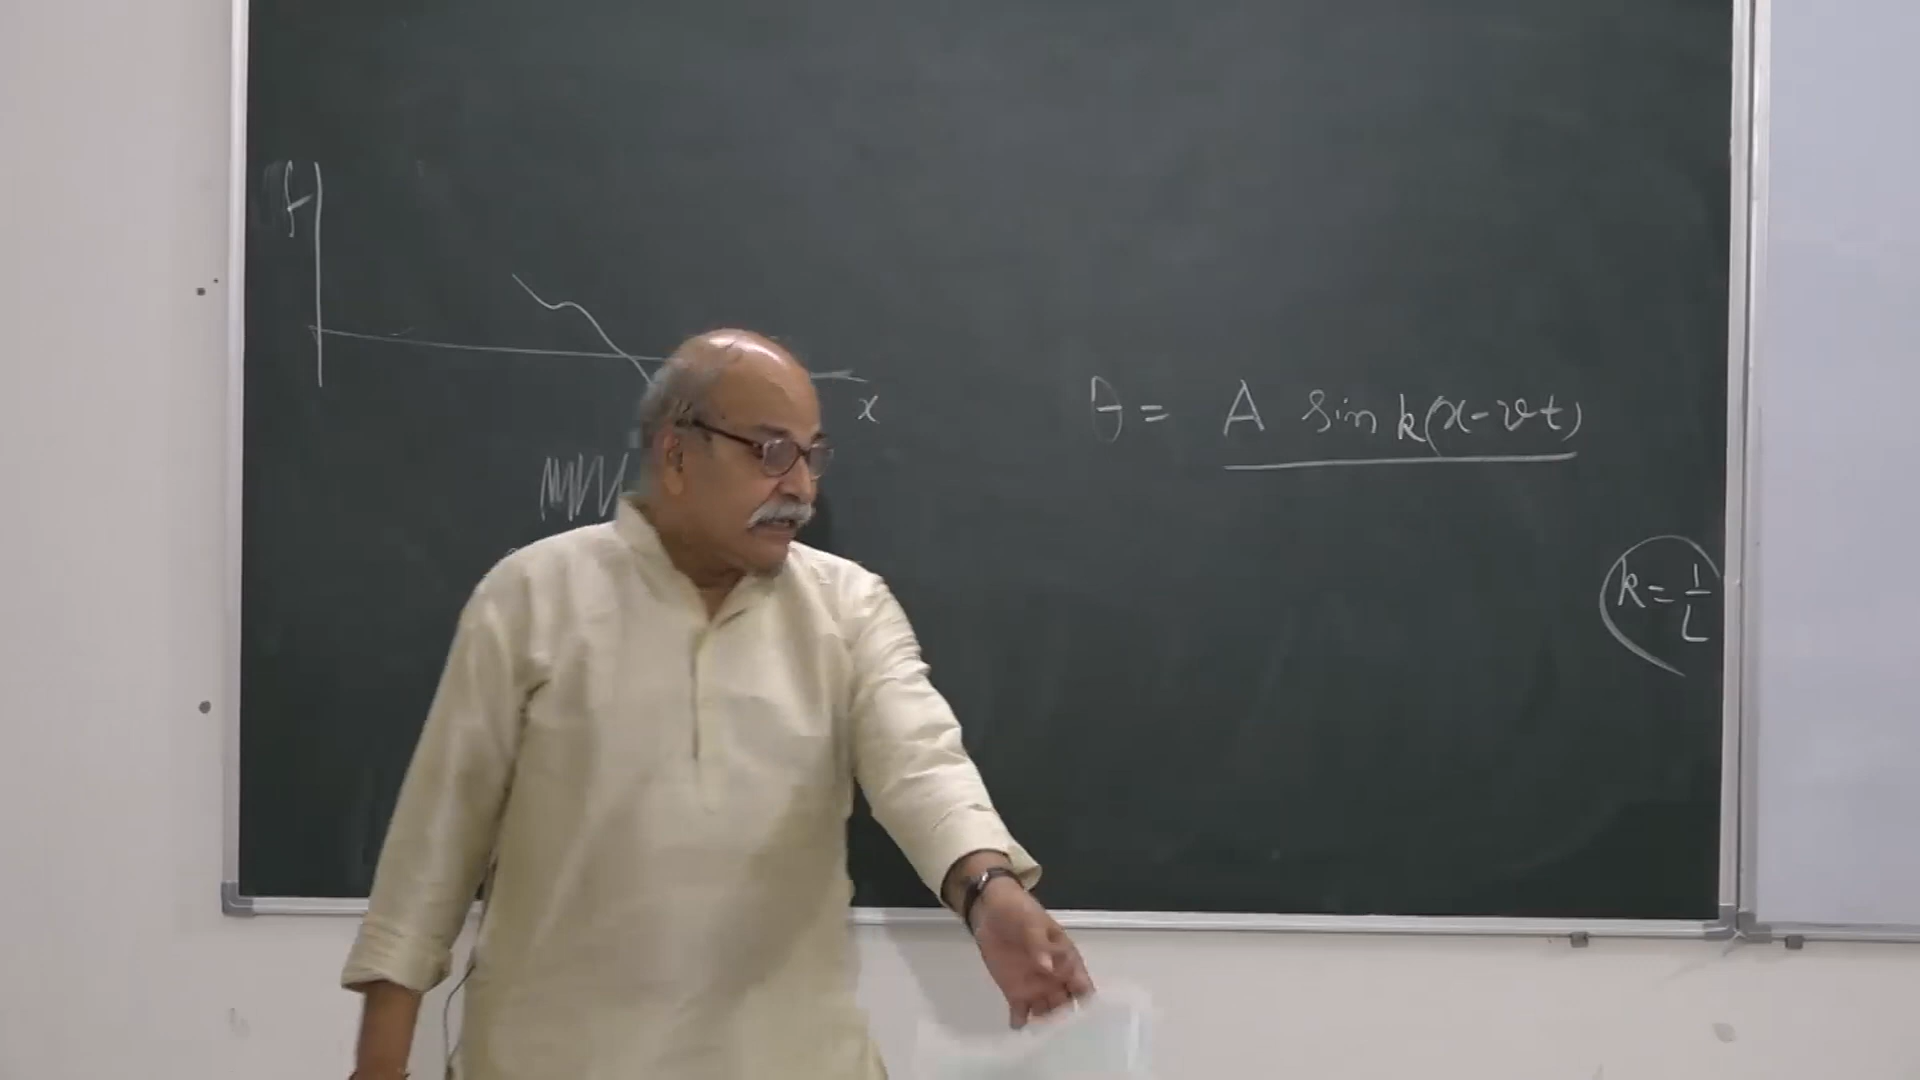 f
x
θ = A sin k(x-vt)
k = 1/L